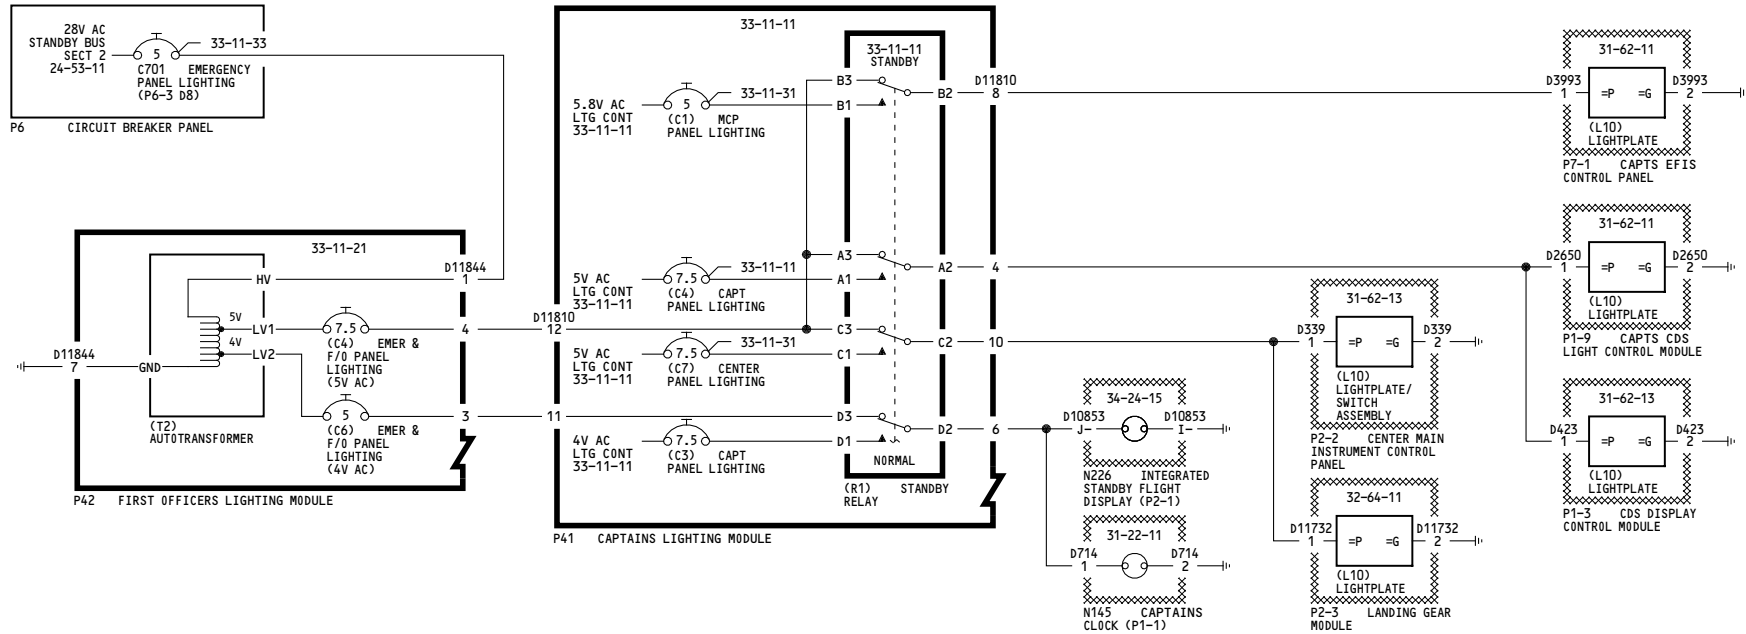 28V AC
STANDBY BUS
SECT 2
24-53-11
5
33-11-33
C701 EMERGENCY
PANEL LIGHTING
(P6-3 D8)
P6 CIRCUIT BREAKER PANEL
33-11-21
HV
D11844
1
5V
LV1
7.5
4
(C4) EMER &
F/O PANEL
LIGHTING
(5V AC)
4V
LV2
D11844
7
GND
5
3
(C6) EMER &
F/O PANEL
LIGHTING
(4V AC)
(T2)
AUTOTRANSFORMER
P42 FIRST OFFICERS LIGHTING MODULE
33-11-11
33-11-11
STANDBY
5.8V AC
LTG CONT
33-11-11
5
33-11-31
(C1) MCP
PANEL LIGHTING
B3
B1
B2
D11810
8
5V AC
LTG CONT
33-11-11
7.5
33-11-11
(C4) CAPT
PANEL LIGHTING
A3
A1
A2
4
D11810
12
C3
C1
C2
10
5V AC
LTG CONT
33-11-11
7.5
33-11-31
(C7) CENTER
PANEL LIGHTING
11
D3
D1
D2
6
4V AC
LTG CONT
33-11-11
7.5
(C3) CAPT
PANEL LIGHTING
NORMAL
(R1) STANDBY
RELAY
P41 CAPTAINS LIGHTING MODULE
34-24-15
D10853
J-
D10853
I-
N226 INTEGRATED
STANDBY FLIGHT
DISPLAY (P2-1)
31-22-11
D714
1
D714
2
N145 CAPTAINS
CLOCK (P1-1)
31-62-13
D339
1
=P =G
D339
2
(L10)
LIGHTPLATE/
SWITCH
ASSEMBLY
P2-2 CENTER MAIN
INSTRUMENT CONTROL
PANEL
32-64-11
D11732
1
=P =G
D11732
2
(L10)
LIGHTPLATE
P2-3 LANDING GEAR
MODULE
31-62-11
D3993
1
=P =G
D3993
2
(L10)
LIGHTPLATE
P7-1 CAPTS EFIS
CONTROL PANEL
31-62-11
D2650
1
=P =G
D2650
2
(L10)
LIGHTPLATE
P1-9 CAPTS CDS
LIGHT CONTROL MODULE
31-62-13
D423
1
=P =G
D423
2
(L10)
LIGHTPLATE
P1-3 CDS DISPLAY
CONTROL MODULE